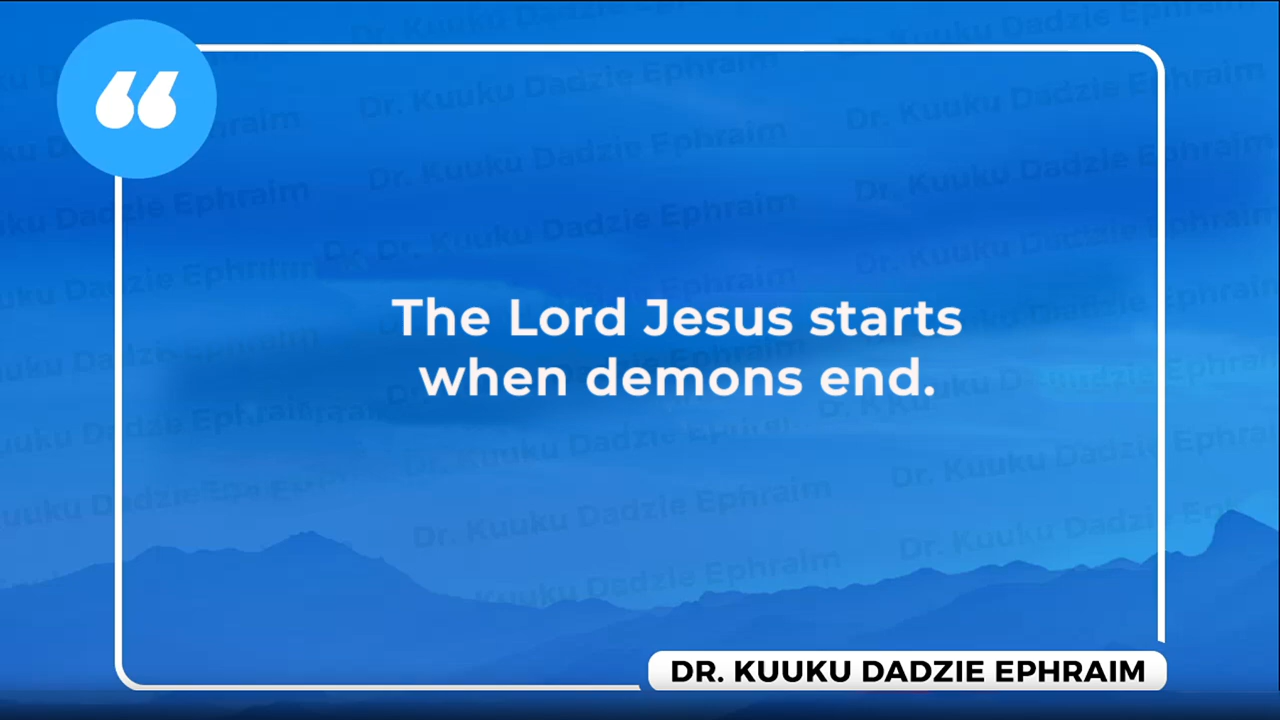 The Lord Jesus starts
when demons end.
DR. KUUKU DADZIE EPHRAIM